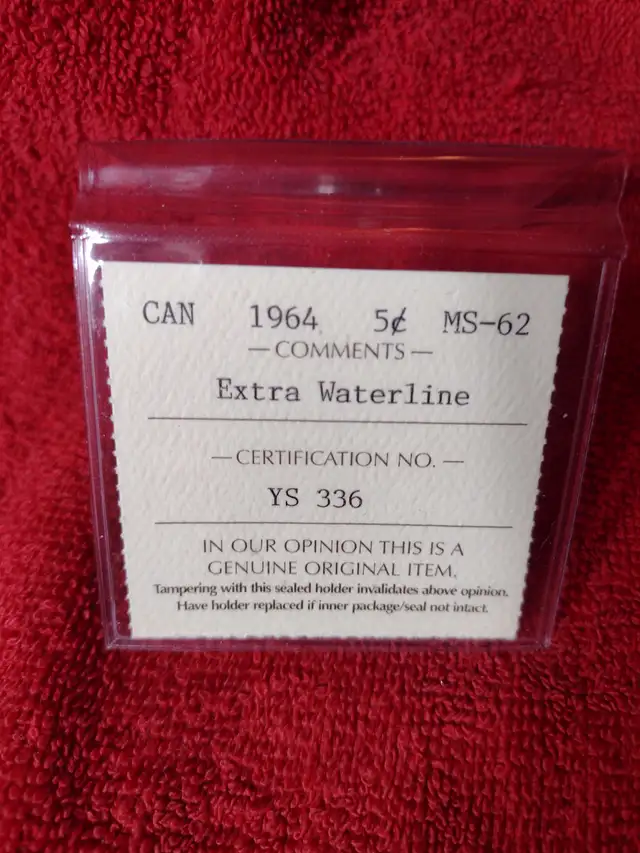 CAN 1964 5¢ MS-62
— COMMENTS —
Extra Waterline
— CERTIFICATION NO. —
YS 336
IN OUR OPINION THIS IS A
GENUINE ORIGINAL ITEM.
Tampering with this sealed holder invalidates above opinion.
Have holder replaced if inner package/seal not intact.